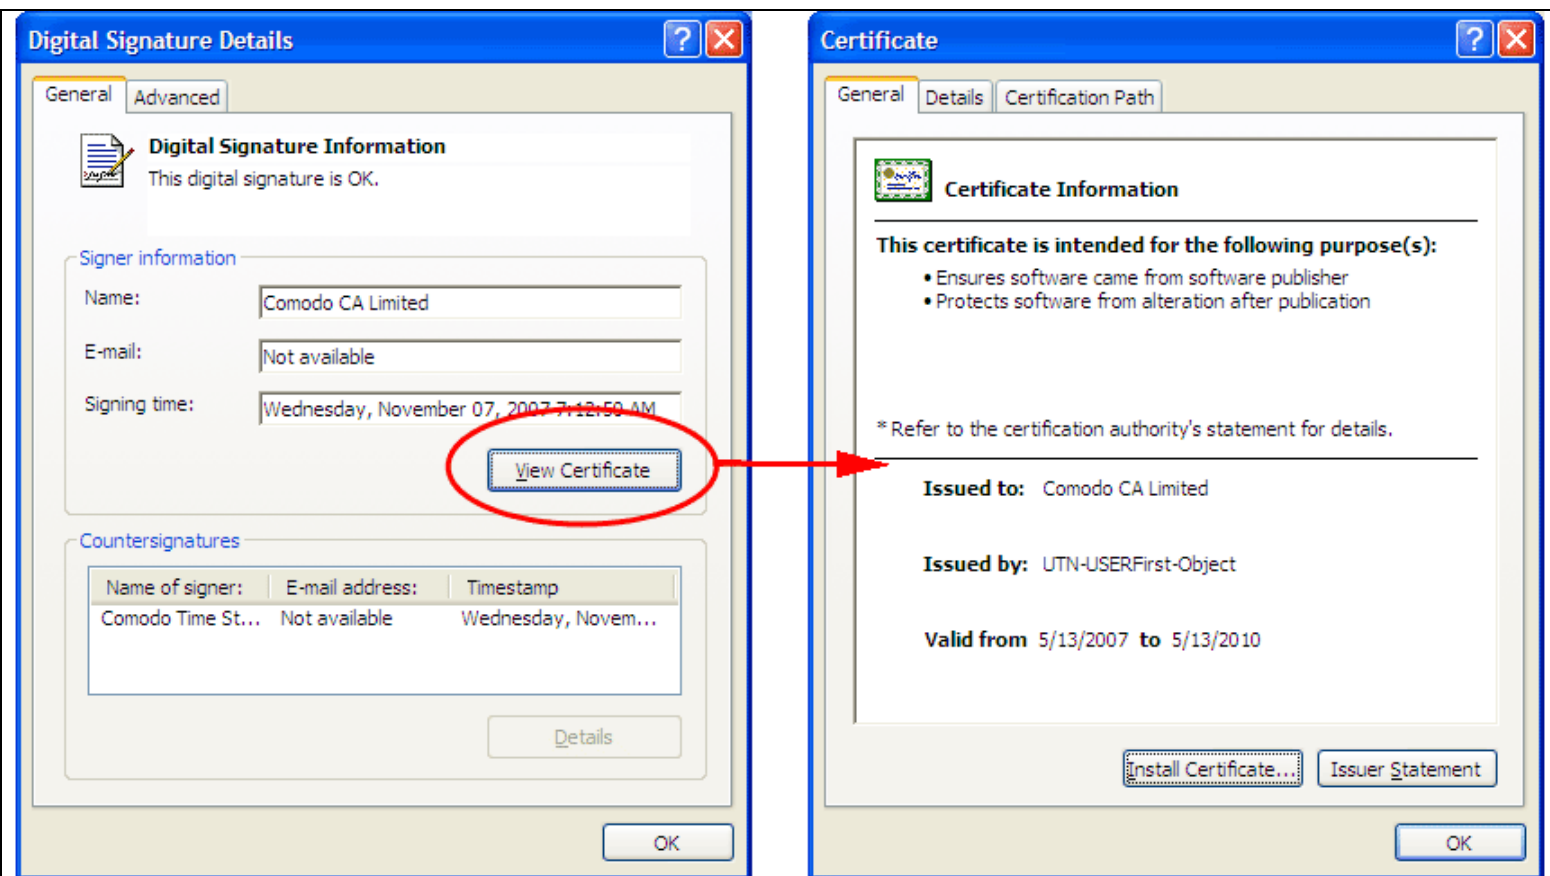 Digital Signature Details
General Advanced
Digital Signature Information
This digital signature is OK.
Signer information
Name: Comodo CA Limited
E-mail: Not available
Signing time: Wednesday, November 07, 2007 7:12:50 AM
View Certificate
Countersignatures
Name of signer: E-mail address: Timestamp
Comodo Time St... Not available Wednesday, Novem...
Details
OK
Certificate
General Details Certification Path
Certificate Information
This certificate is intended for the following purpose(s):
• Ensures software came from software publisher
• Protects software from alteration after publication
* Refer to the certification authority's statement for details.
Issued to: Comodo CA Limited
Issued by: UTN-USERFirst-Object
Valid from 5/13/2007 to 5/13/2010
Install Certificate... Issuer Statement
OK